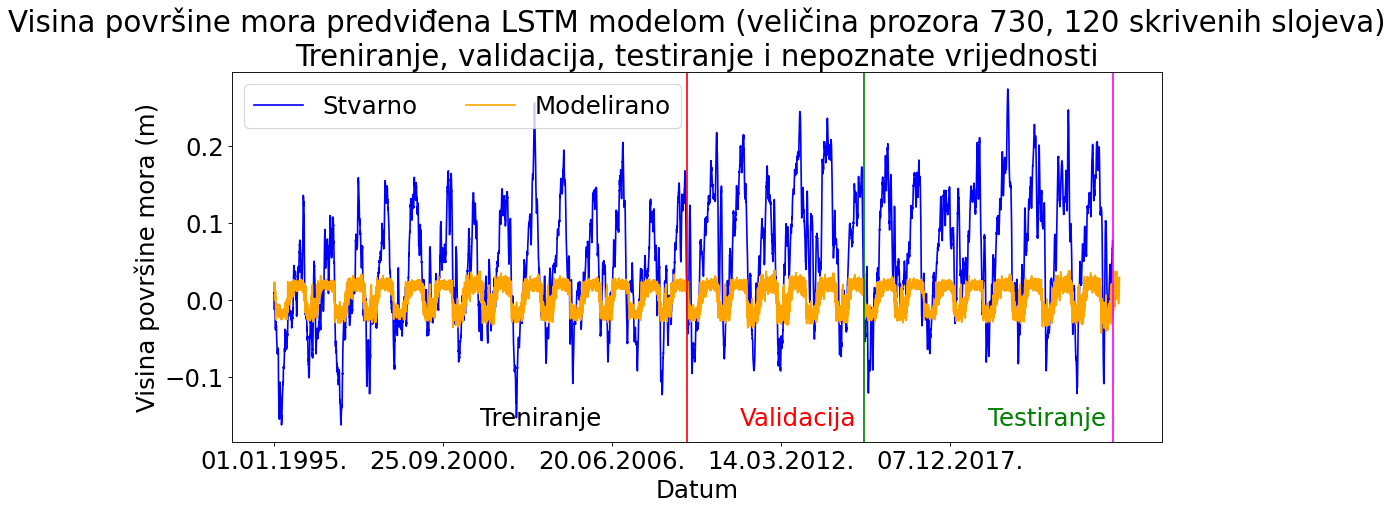 Visina površine mora predviđena LSTM modelom (veličina prozora 730, 120 skrivenih slojeva)
Treniranje, validacija, testiranje i nepoznate vrijednosti
Stvarno
Modelirano
Visina površine mora (m)
0.2
0.1
0.0
−0.1
Treniranje
Validacija
Testiranje
01.01.1995.
25.09.2000.
20.06.2006.
14.03.2012.
07.12.2017.
Datum